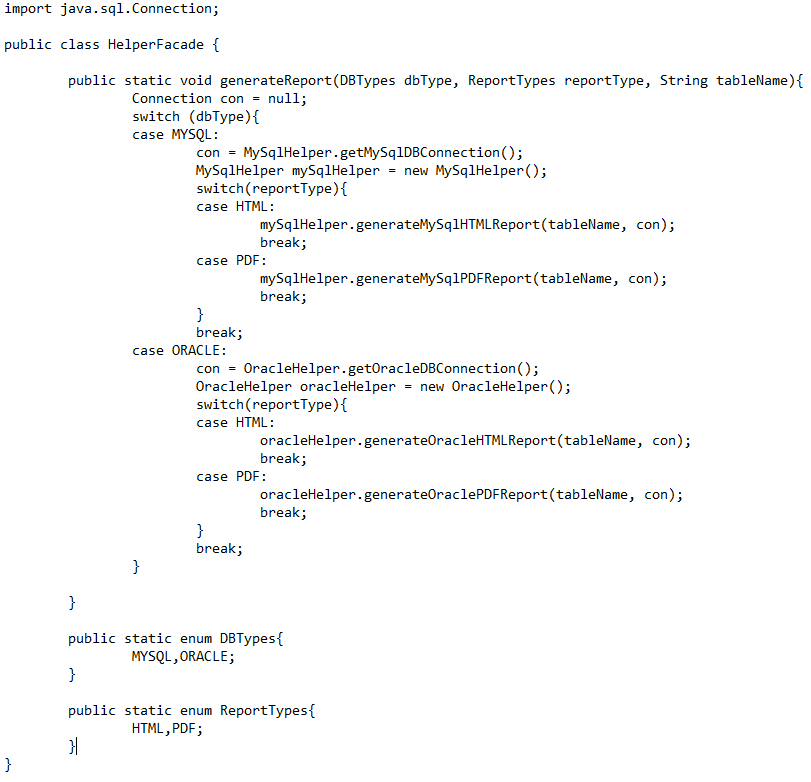 import java.sql.Connection;
public class HelperFacade {
public static void generateReport(DBTypes dbType, ReportTypes reportType, String tableName){
Connection con = null;
switch (dbType){
case MYSQL:
con = MySqlHelper.getMySqlDBConnection();
MySqlHelper mySqlHelper = new MySqlHelper();
switch(reportType){
case HTML:
mySqlHelper.generateMySqlHTMLReport(tableName, con);
break;
case PDF:
mySqlHelper.generateMySqlPDFReport(tableName, con);
break;
}
break;
case ORACLE:
con = OracleHelper.getOracleDBConnection();
OracleHelper oracleHelper = new OracleHelper();
switch(reportType){
case HTML:
oracleHelper.generateOracleHTMLReport(tableName, con);
break;
case PDF:
oracleHelper.generateOraclePDFReport(tableName, con);
break;
}
break;
}
}
public static enum DBTypes{
MYSQL,ORACLE;
}
public static enum ReportTypes{
HTML,PDF;
}
}